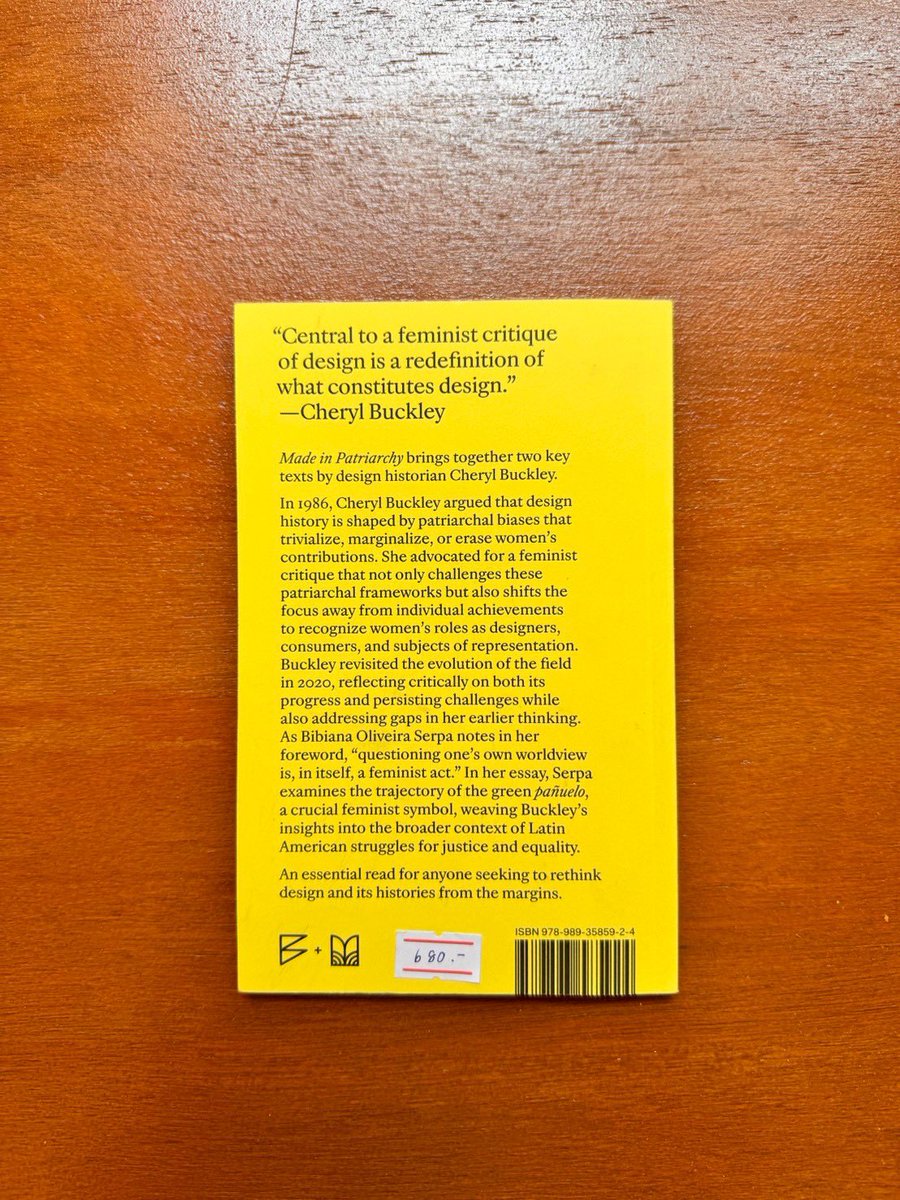 “Central to a feminist critique
of design is a redefinition of
what constitutes design.”
—Cheryl Buckley
Made in Patriarchy brings together two key
texts by design historian Cheryl Buckley.
In 1986, Cheryl Buckley argued that design
history is shaped by patriarchal biases that
trivialize, marginalize, or erase women’s
contributions. She advocated for a feminist
critique that not only challenges these
patriarchal frameworks but also shifts the
focus away from individual achievements
to recognize women’s roles as designers,
consumers, and subjects of representation.
Buckley revisited the evolution of the field
in 2020, reflecting critically on both its
progress and persisting challenges while
also addressing gaps in her earlier thinking.
As Bibiana Oliveira Serpa notes in her
foreword, “questioning one’s own worldview
is, in itself, a feminist act.” In her essay, Serpa
examines the trajectory of the green pañuelo,
a crucial feminist symbol, weaving Buckley’s
insights into the broader context of Latin
American struggles for justice and equality.
An essential read for anyone seeking to rethink
design and its histories from the margins.
B +
680.-
ISBN 978-989-35859-2-4